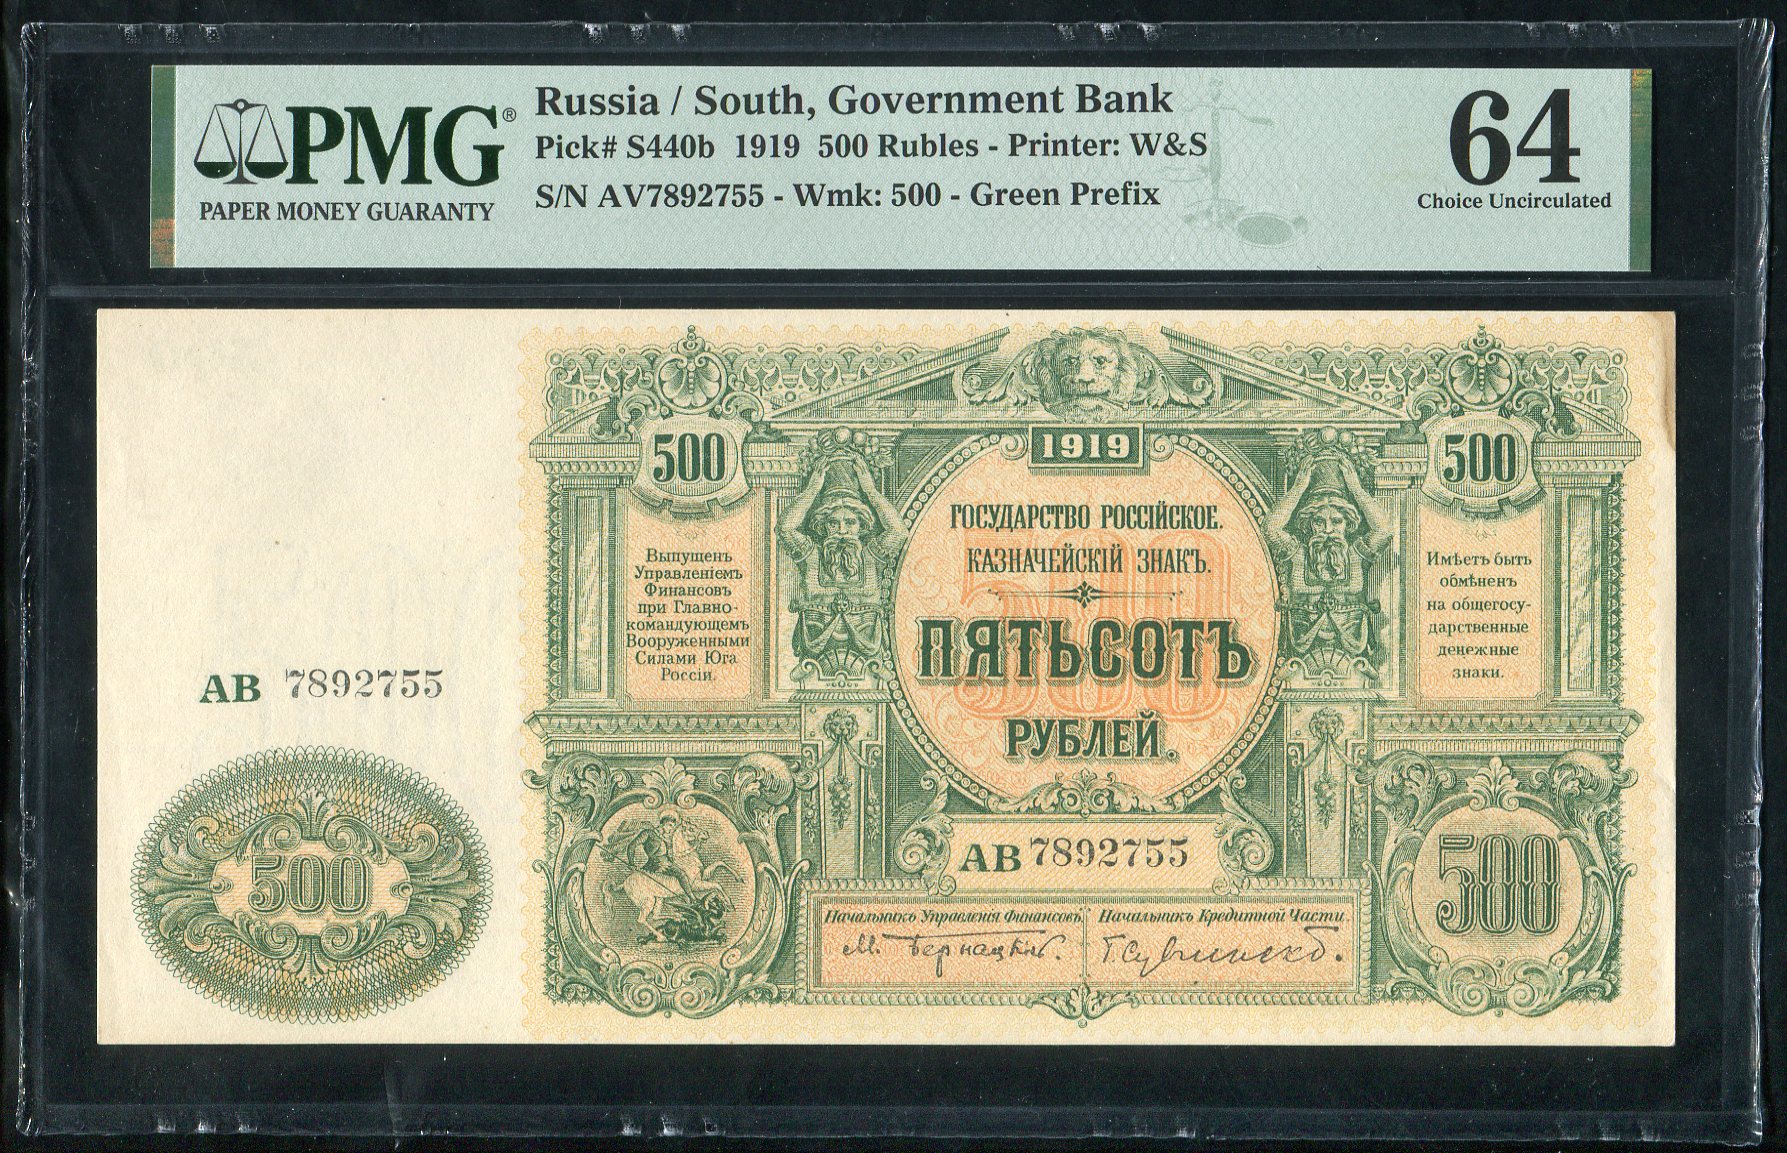 PMG®
PAPER MONEY GUARANTY
Russia / South, Government Bank
Pick# S440b 1919 500 Rubles - Printer: W&S
S/N AV7892755 - Wmk: 500 - Green Prefix
64
Choice Uncirculated
1919
500
500
ГОСУДАРСТВО РОССІЙСКОЕ.
КАЗНАЧЕЙСКІЙ ЗНАКЪ.
500
ПЯТЬСОТЪ
РУБЛЕЙ.
Выпущенъ
Управленіемъ
Финансовъ
при Главно-
командующемъ
Вооруженными
Силами Юга
Россіи.
Имѣетъ быть
обмѣненъ
на общегосу-
дарственные
денежные
знаки.
АВ 7892755
500
АВ 7892755
500
Начальникъ Управленія Финансовъ
Начальникъ Кредитной Части.
М. Бернацкій.